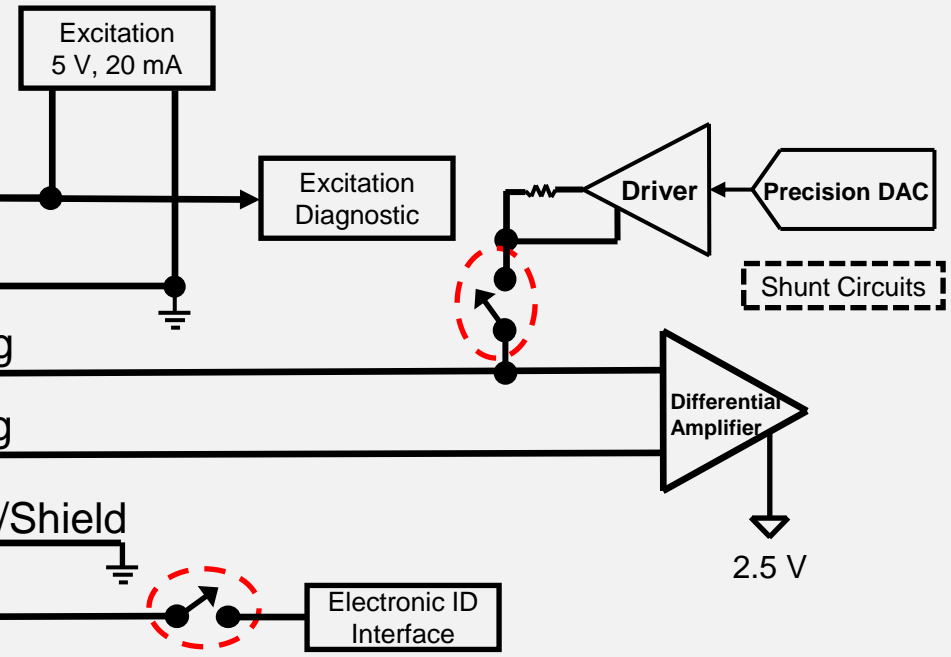 Excitation
5 V, 20 mA
Excitation
Diagnostic
Driver
Precision DAC
Shunt Circuits
g
Differential
Amplifier
g
/Shield
2.5 V
Electronic ID
Interface